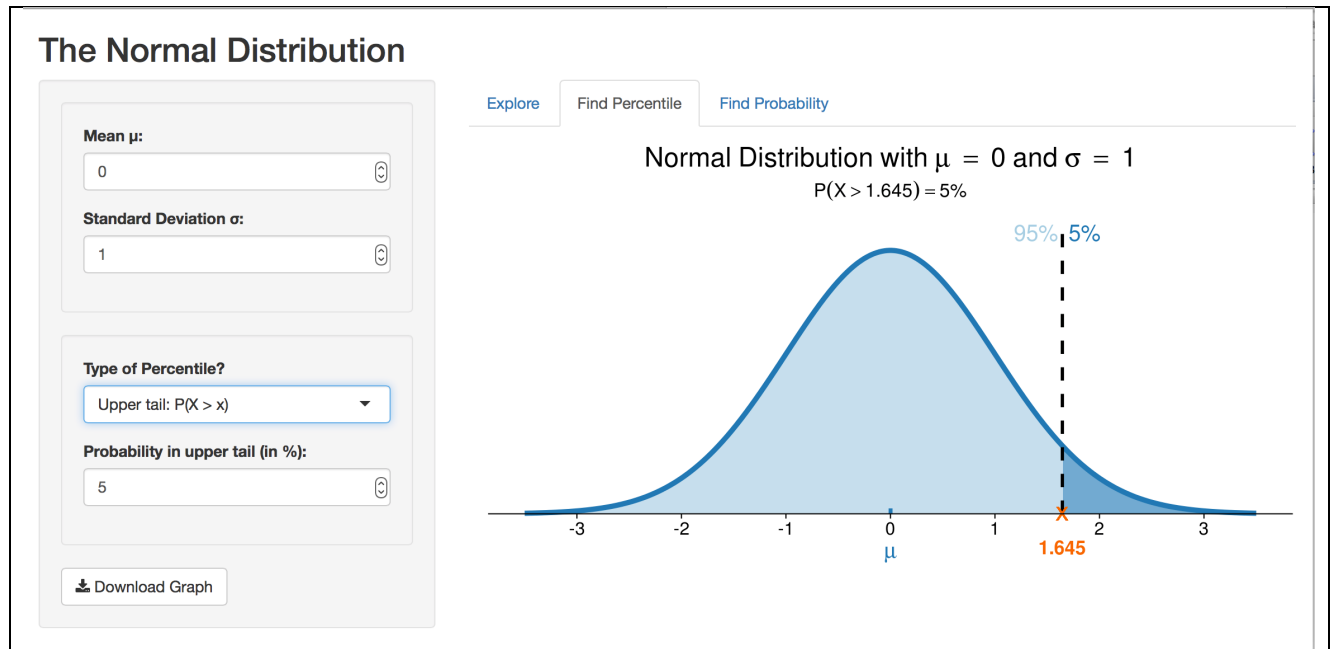 The Normal Distribution
Mean μ:
0
Standard Deviation σ:
1
Type of Percentile?
Upper tail: P(X > x)
Probability in upper tail (in %):
5
Download Graph
Explore Find Percentile Find Probability
Normal Distribution with μ = 0 and σ = 1
P(X > 1.645) = 5%
95% 5%
-3 -2 -1 0 1 2 3
μ
1.645